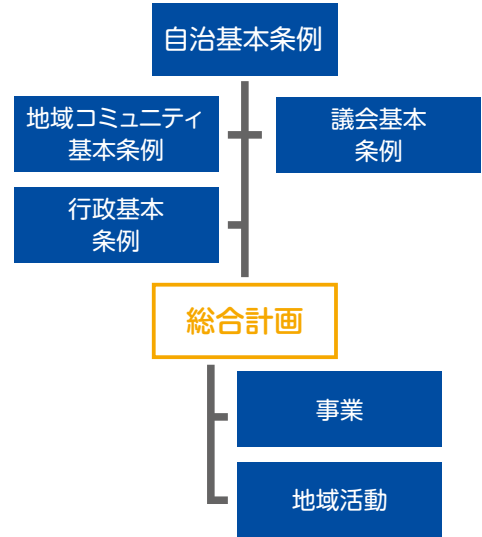 自治基本条例
地域コミュニティ
基本条例
議会基本
条例
行政基本
条例
総合計画
事業
地域活動